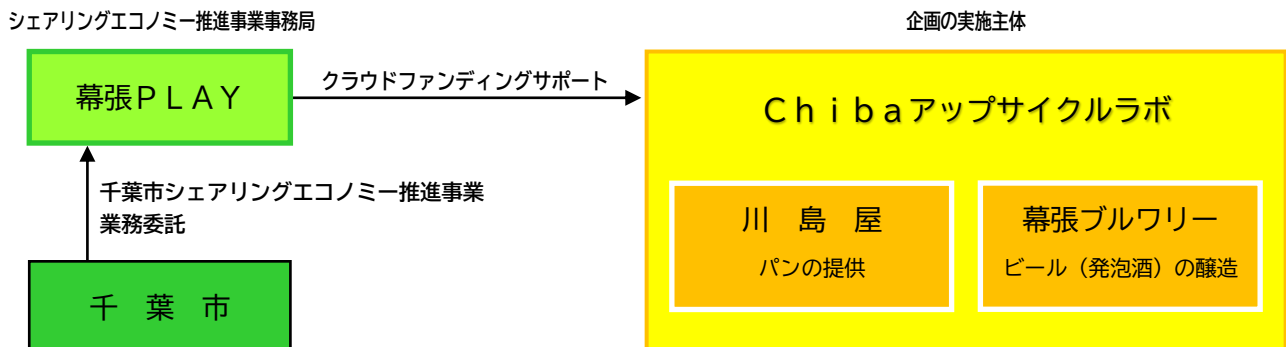 シェアリングエコノミー推進事業事務局
幕張ＰＬＡＹ
クラウドファンディングサポート
千葉市シェアリングエコノミー推進事業
業務委託
千　葉　市
企画の実施主体
Ｃｈｉｂａアップサイクルラボ
川　島　屋
パンの提供
幕張ブルワリー
ビール（発泡酒）の醸造